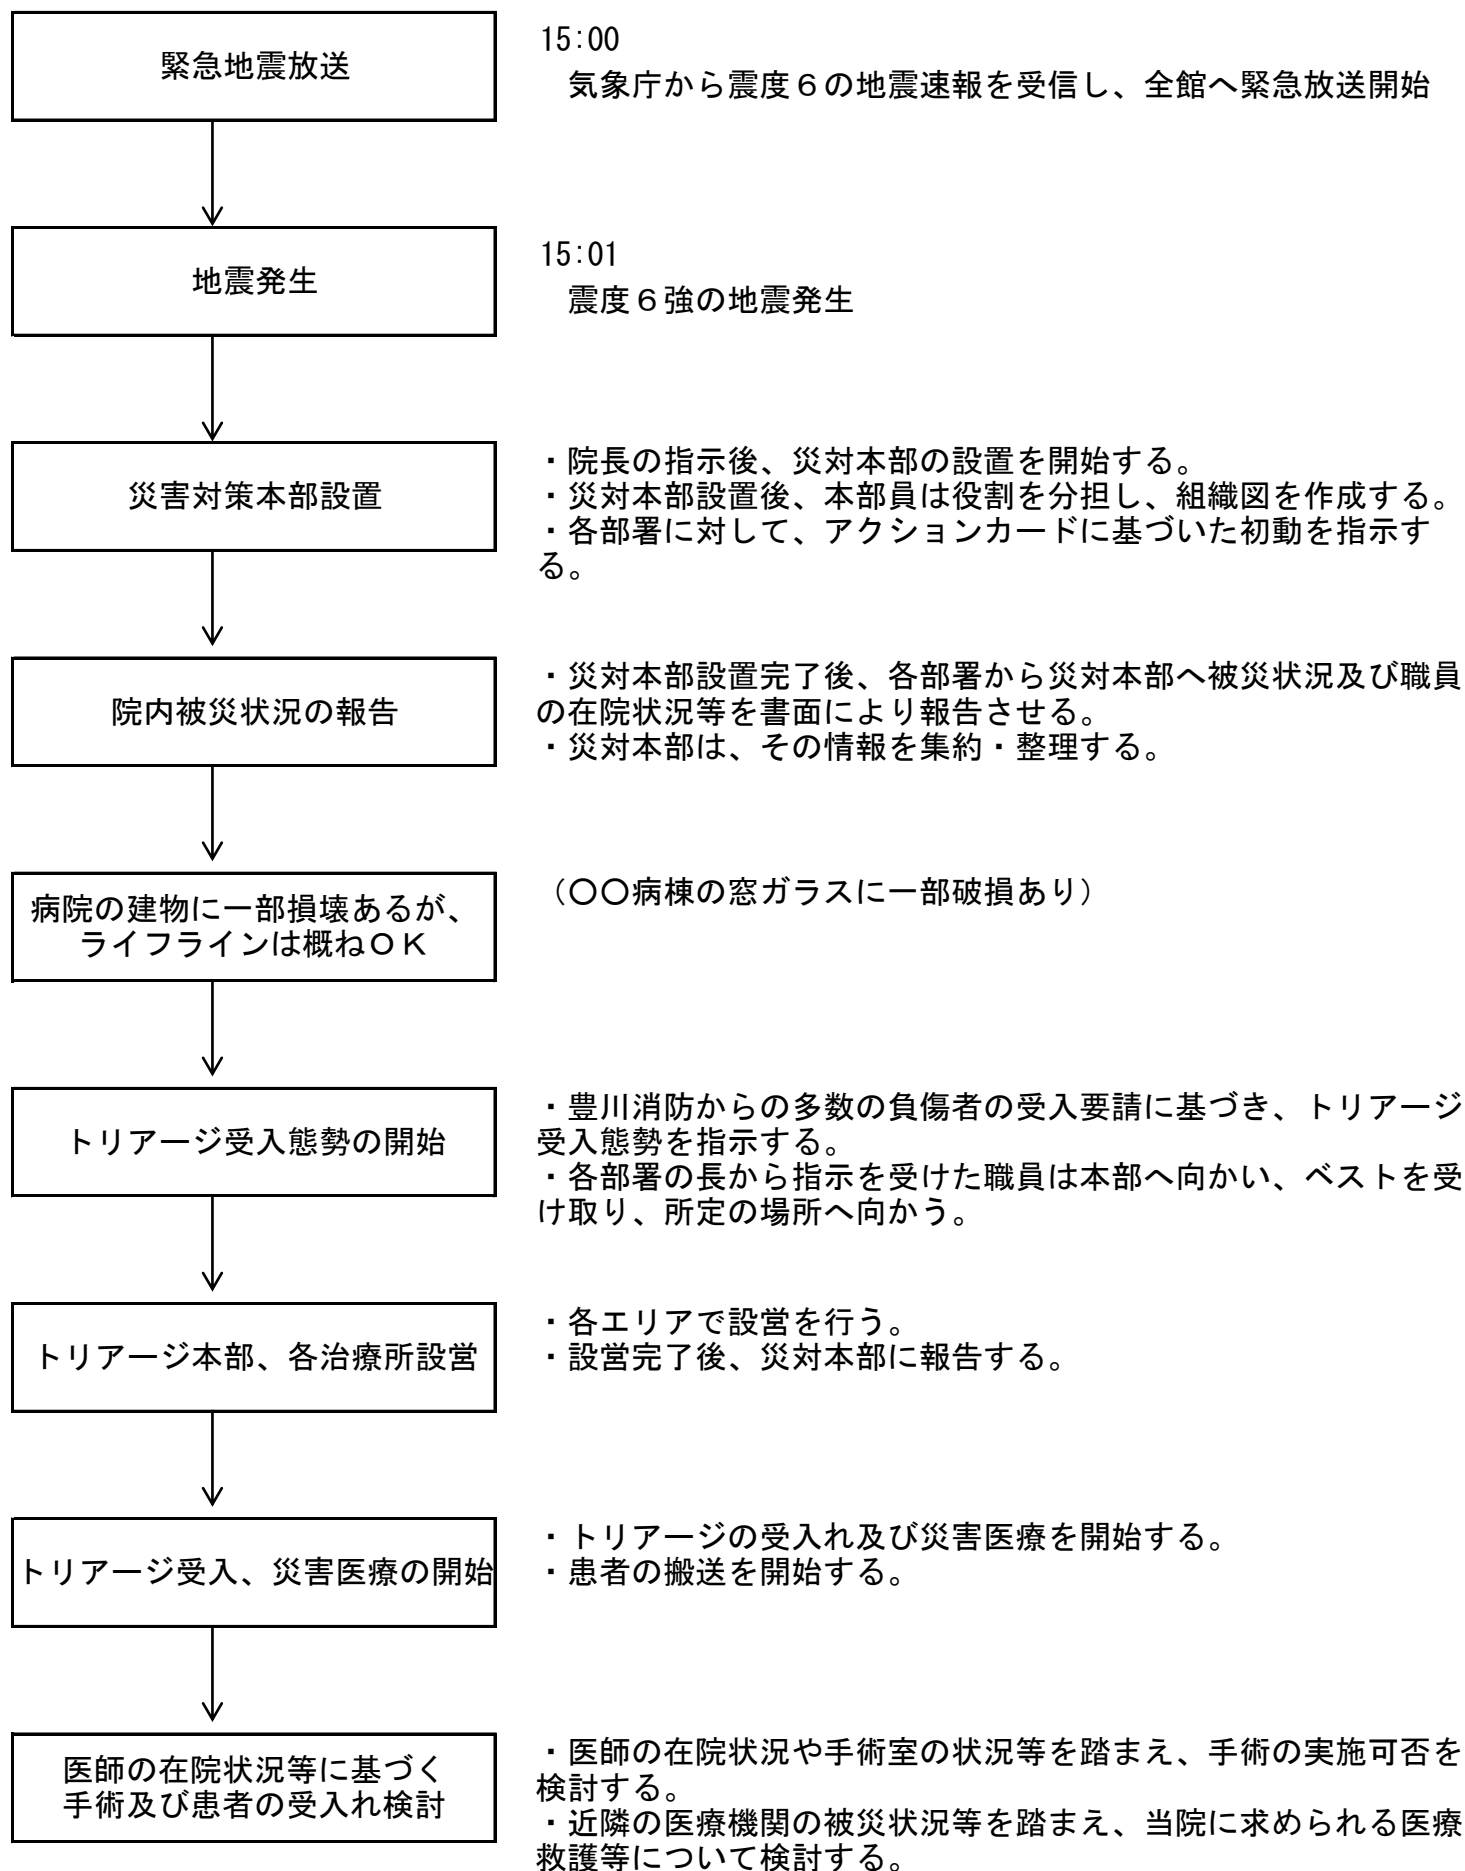 緊急地震放送
15:00
気象庁から震度６の地震速報を受信し、全館へ緊急放送開始
地震発生
15:01
震度６強の地震発生
災害対策本部設置
・院長の指示後、災対本部の設置を開始する。
・災対本部設置後、本部員は役割を分担し、組織図を作成する。
・各部署に対して、アクションカードに基づいた初動を指示す
る。
院内被災状況の報告
・災対本部設置完了後、各部署から災対本部へ被災状況及び職員
の在院状況等を書面により報告させる。
・災対本部は、その情報を集約・整理する。
病院の建物に一部損壊あるが、
ライフラインは概ねＯＫ
（〇〇病棟の窓ガラスに一部破損あり）
トリアージ受入態勢の開始
・豊川消防からの多数の負傷者の受入要請に基づき、トリアージ
受入態勢を指示する。
・各部署の長から指示を受けた職員は本部へ向かい、ベストを受
け取り、所定の場所へ向かう。
トリアージ本部、各治療所設営
・各エリアで設営を行う。
・設営完了後、災対本部に報告する。
トリアージ受入、災害医療の開始
・トリアージの受入れ及び災害医療を開始する。
・患者の搬送を開始する。
医師の在院状況等に基づく
手術及び患者の受入れ検討
・医師の在院状況や手術室の状況等を踏まえ、手術の実施可否を
検討する。
・近隣の医療機関の被災状況等を踏まえ、当院に求められる医療
救護等について検討する。